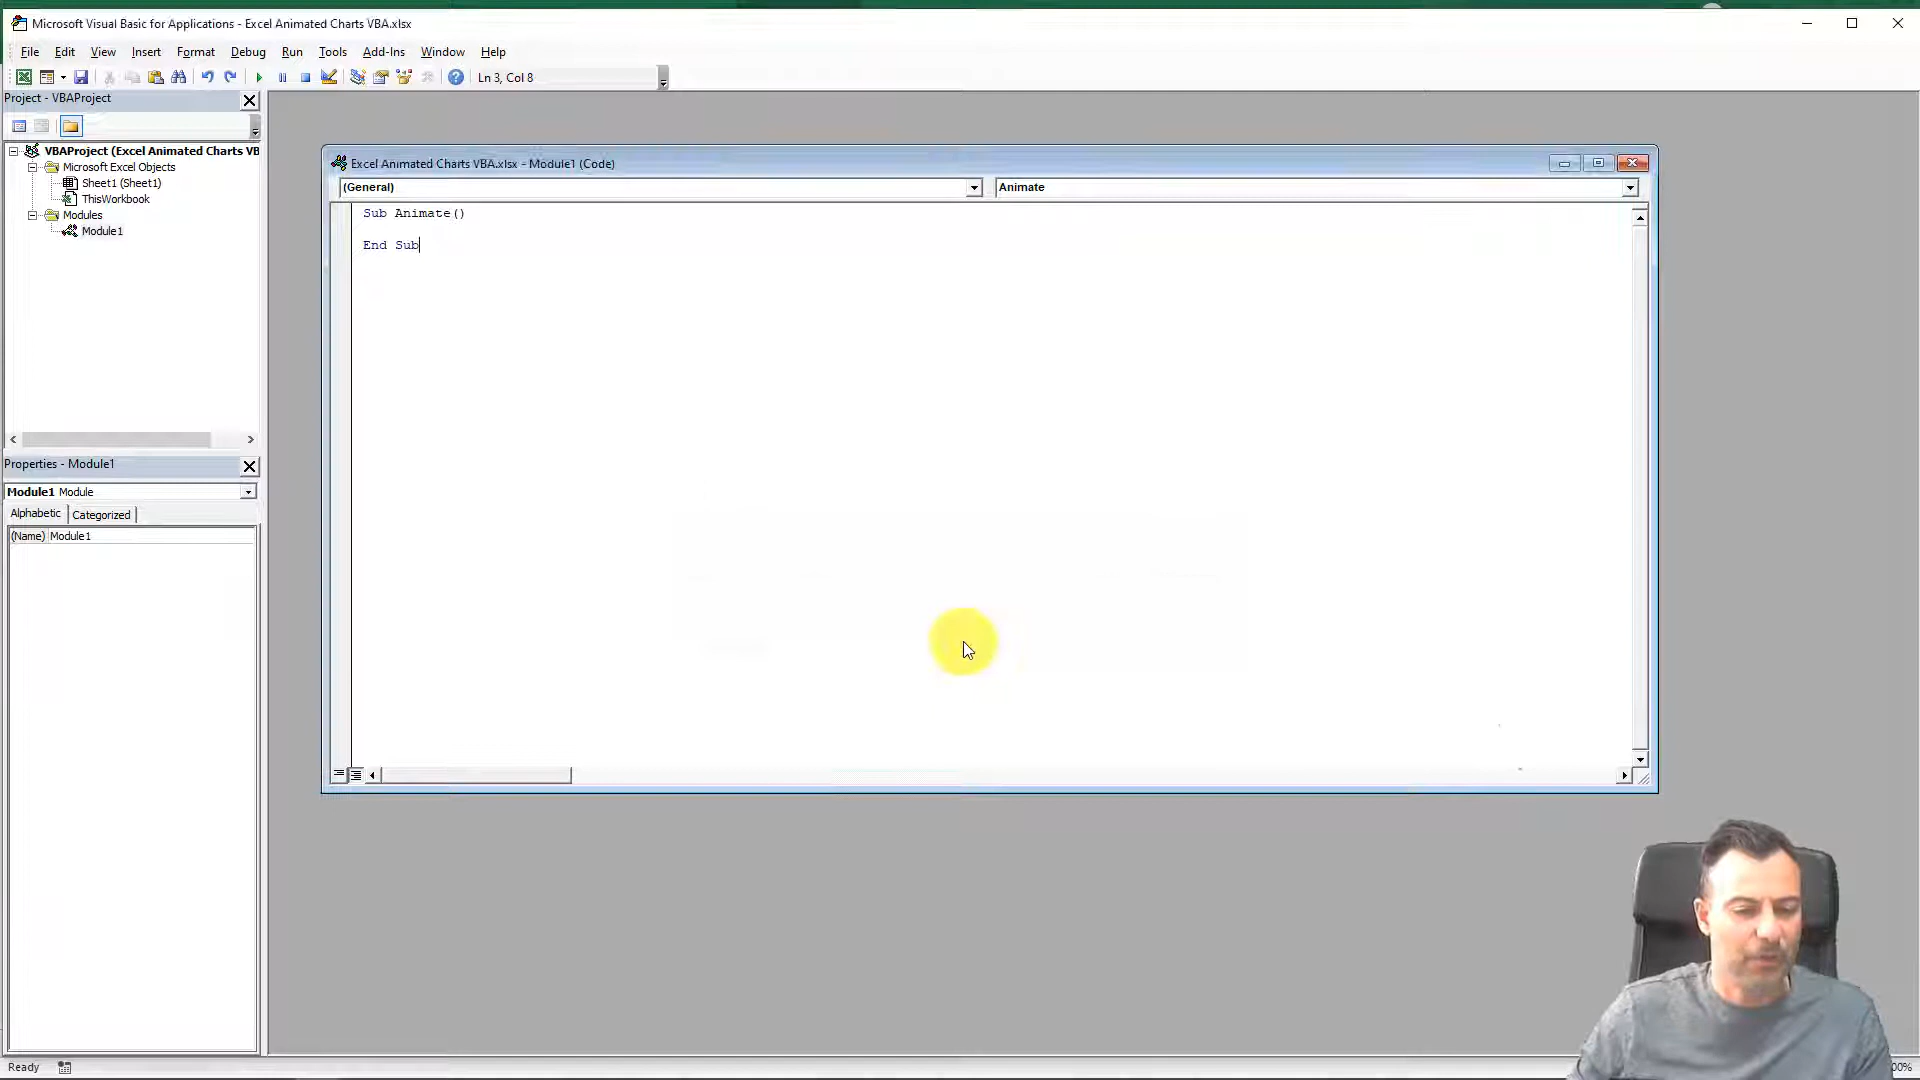 Microsoft Visual Basic for Applications - Excel Animated Charts VBA.xlsx
File Edit View Insert Format Debug Run Tools Add-Ins Window Help
Ln 3, Col 8
Project - VBAProject
VBAProject (Excel Animated Charts VB
Microsoft Excel Objects
Sheet1 (Sheet1)
ThisWorkbook
Modules
Module1
Excel Animated Charts VBA.xlsx - Module1 (Code)
(General) Animate
Sub Animate()
End Sub
Properties - Module1
Module1 Module
Alphabetic Categorized
(Name) Module1
Ready 00%